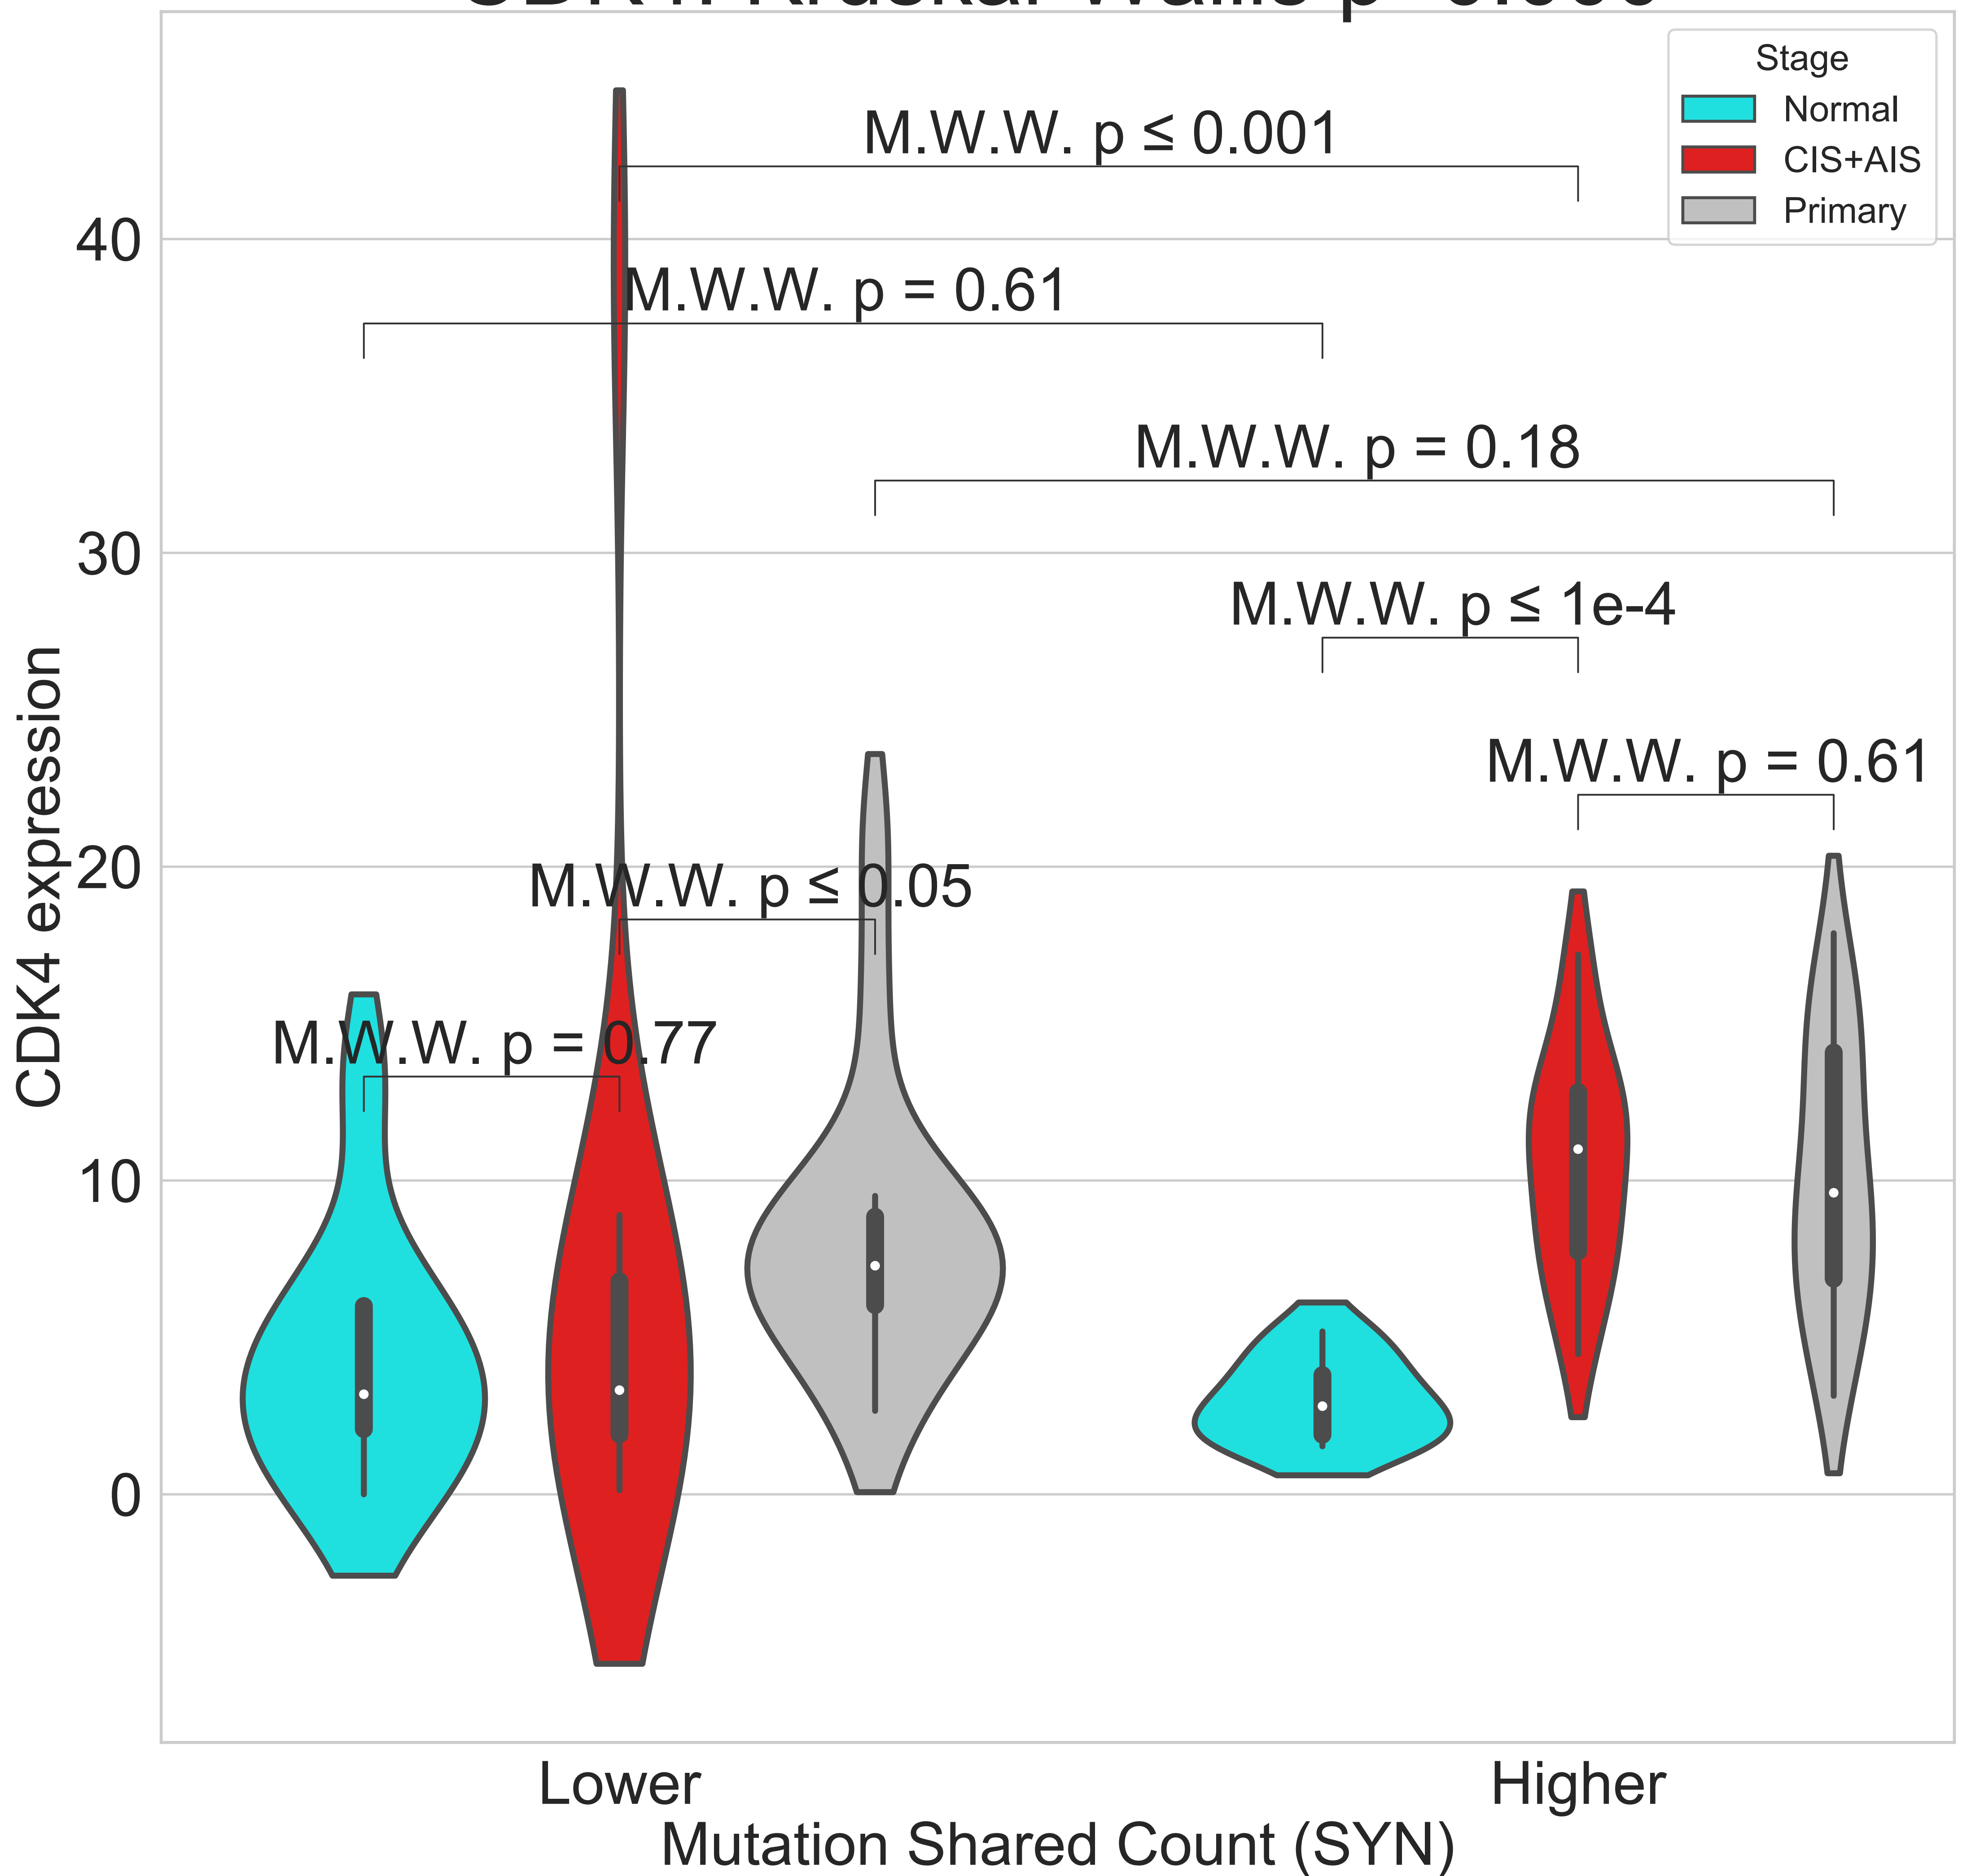 Stage
Normal
CIS+AIS
Primary
M.W.W. p ≤ 0.001
M.W.W. p = 0.61
M.W.W. p = 0.18
M.W.W. p ≤ 1e-4
M.W.W. p = 0.61
M.W.W. p ≤ 0.05
M.W.W. p = 0.77
40
30
20
10
0
CDK4 expression
Lower
Higher
Mutation Shared Count (SYN)